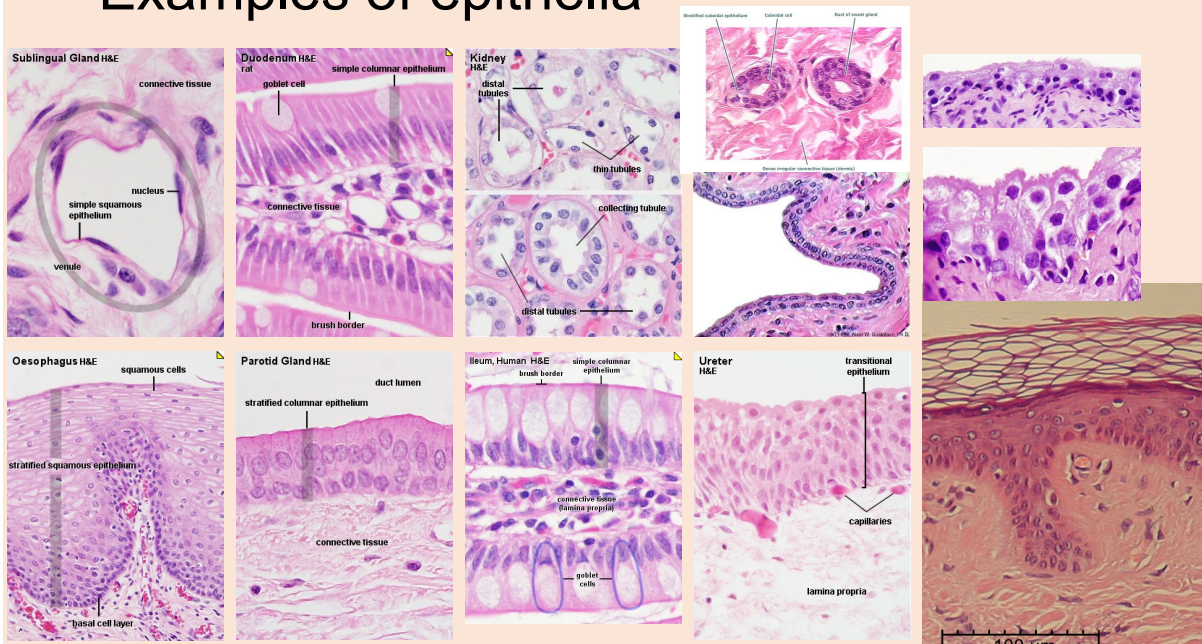 Examples of epithelia
Sublingual Gland H&E
connective tissue
nucleus
simple squamous
epithelium
venule
Duodenum H&E
rat
simple columnar epithelium
goblet cell
connective tissue
brush border
Kidney
H&E
distal
tubules
thin tubules
collecting tubule
distal tubules
Stratified cuboidal epithelium
Cuboidal cell
Duct of sweat gland
Dense irregular connective tissue (dermis)
Oesophagus H&E
squamous cells
stratified squamous epithelium
basal cell layer
Parotid Gland H&E
duct lumen
stratified columnar epithelium
connective tissue
Ileum, Human H&E
simple columnar
epithelium
brush border
connective tissue
(lamina propria)
goblet
cells
Ureter
H&E
transitional
epithelium
capillaries
lamina propria
100 µm